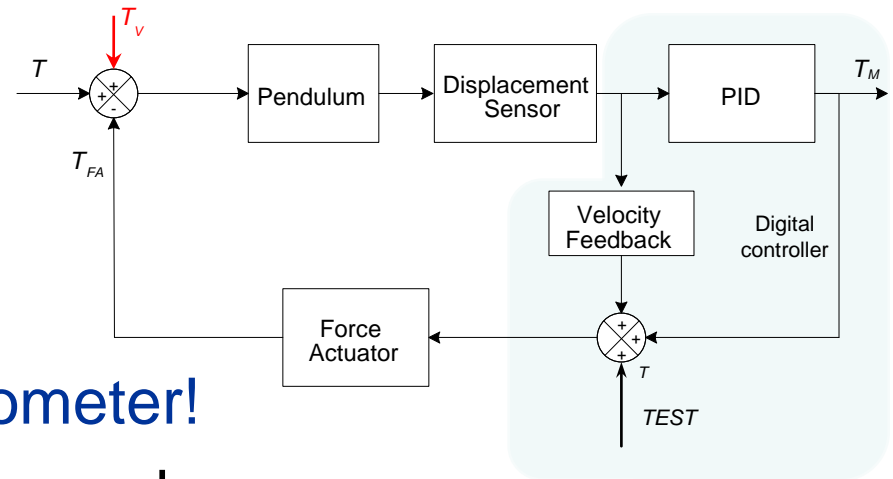 T_V
T
+
+
-
Pendulum
Displacement
Sensor
PID
T_M
T_FA
Velocity
Feedback
Digital
controller
Force
Actuator
+
+
+
T
TEST
ometer!